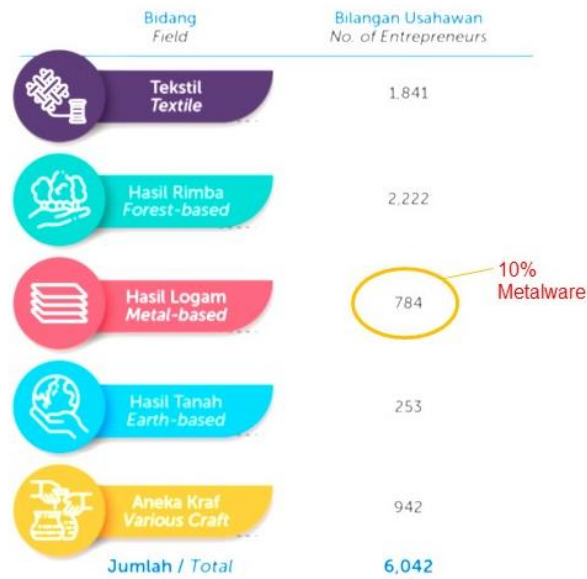 Bidang
Field
Bilangan Usahawan
No. of Entrepreneurs
Tekstil
Textile
1,841
Hasil Rimba
Forest-based
2,222
Hasil Logam
Metal-based
784
10%
Metalware
Hasil Tanah
Earth-based
253
Aneka Kraf
Various Craft
942
Jumlah / Total
6,042